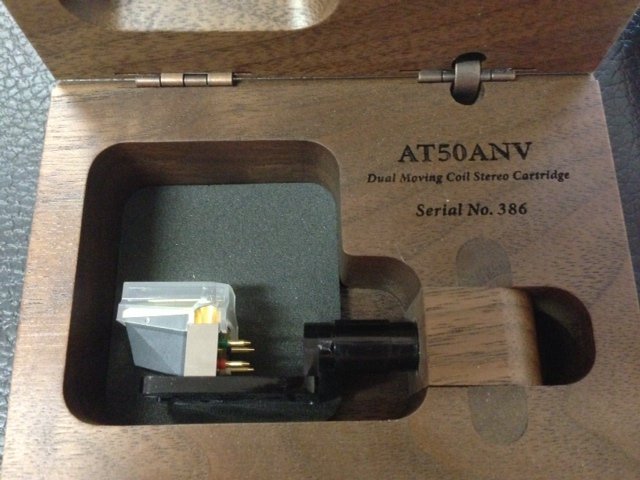 AT50ANV
Dual Moving Coil Stereo Cartridge
Serial No. 386